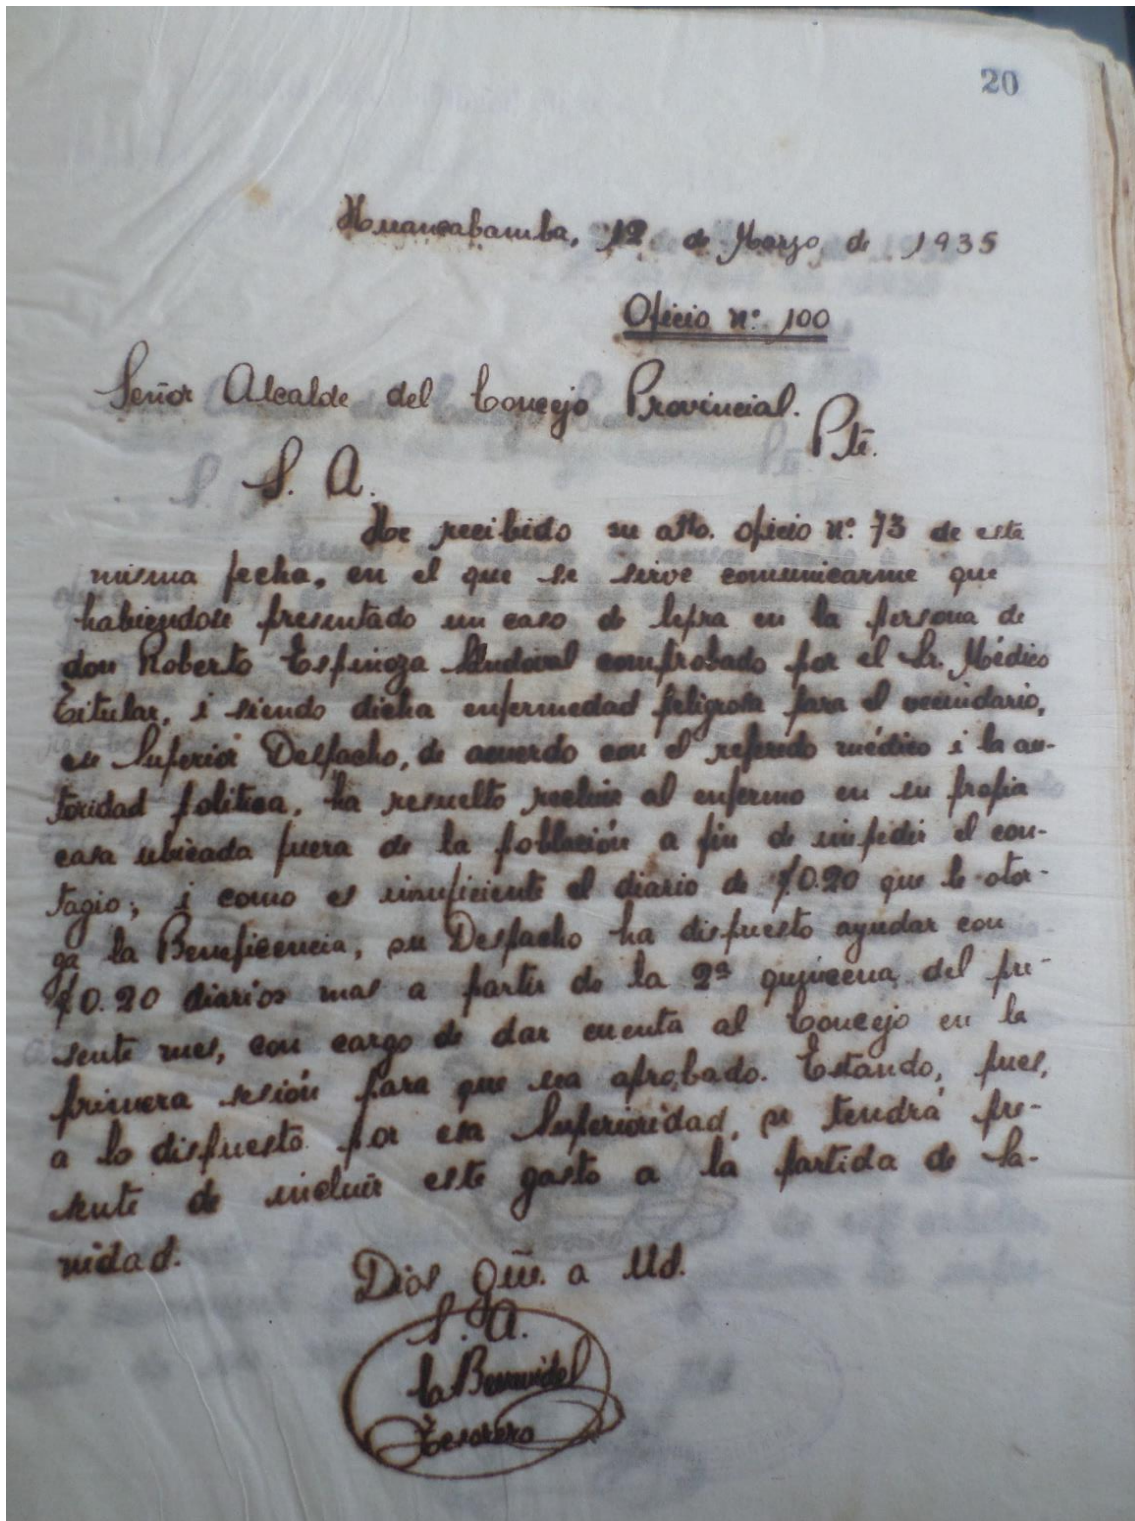 20
Huancabamba, 12 de Marzo de 1935
Oficio n.° 100
Señor Alcalde del Concejo Provincial.
Pte.
S. A.
He recibido su atto. oficio n.° 73 de este
misma fecha, en el que se sirve comunicarme que
habiendose presentado un caso de lepra en la persona de
don Roberto Espinoza Sandoval comprobado por el Sr. Médico
Titular, i siendo dicha enfermedad peligrosa para el vecindario,
su Superior Despacho, de acuerdo con el referido médico i la au-
toridad politica, ha resuelto recluir al enfermo en su propia
casa ubicada fuera de la población a fin de impedir el con-
tagio; i como es insuficiente el diario de $0.20 que le otor-
ga la Beneficencia, su Despacho ha dispuesto ayudar con
$0.20 diarios mas a partir de la 2ª quincena del pre-
sente mes, con cargo de dar cuenta al Concejo en la
primera sesión para que sea aprobado. Estando, pues,
a lo dispuesto por esa Superioridad, se tendrá pre-
sente de incluír este gasto a la partida de Sa-
nidad.
Dios gûe. a Ud.
S. A.
Benavides
Tesorero